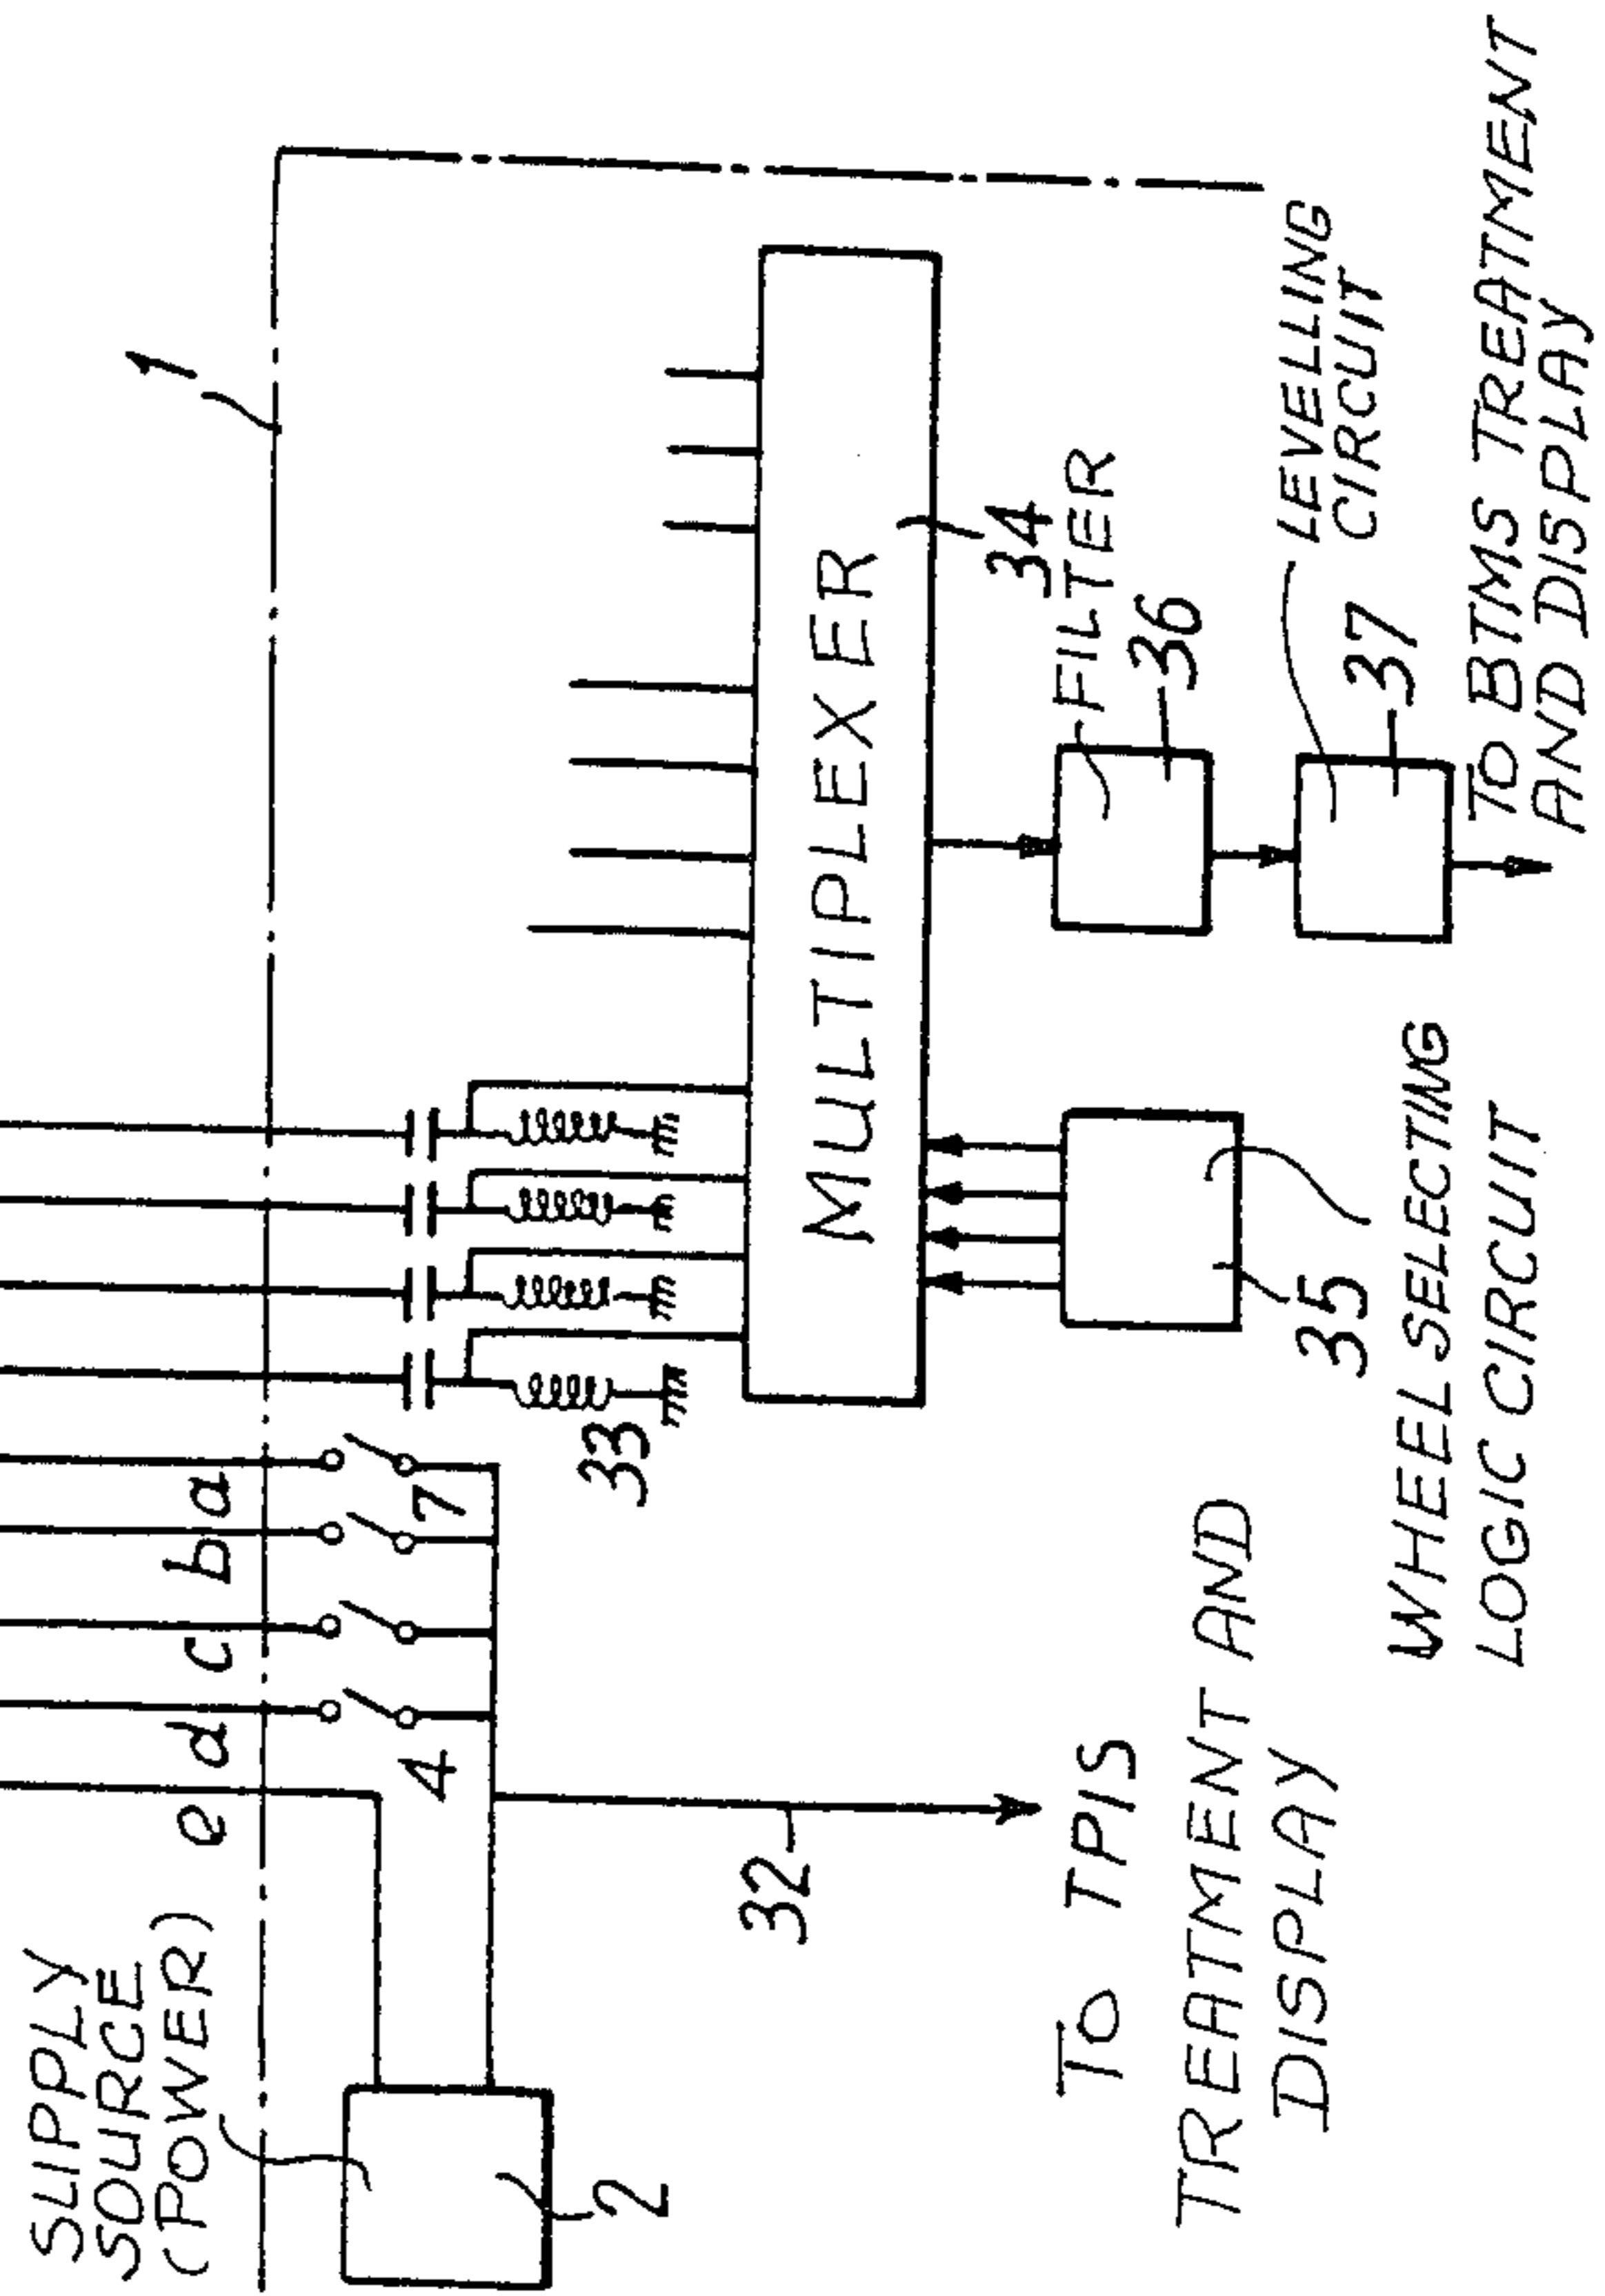 SLIPPLY
SOURCE
(POWER)
1
e
d
c
b
a
4
7
2
33
32
TO TPIS
TREATMENT AND
DISPLAY
MULTIPLEXER
34
35
WHEEL SELECTING
LOGIC CIRCUIT
FILTER
36
LEVELLING
CIRCUIT
37
TO BTMS TREATMENT
AND DISPLAY